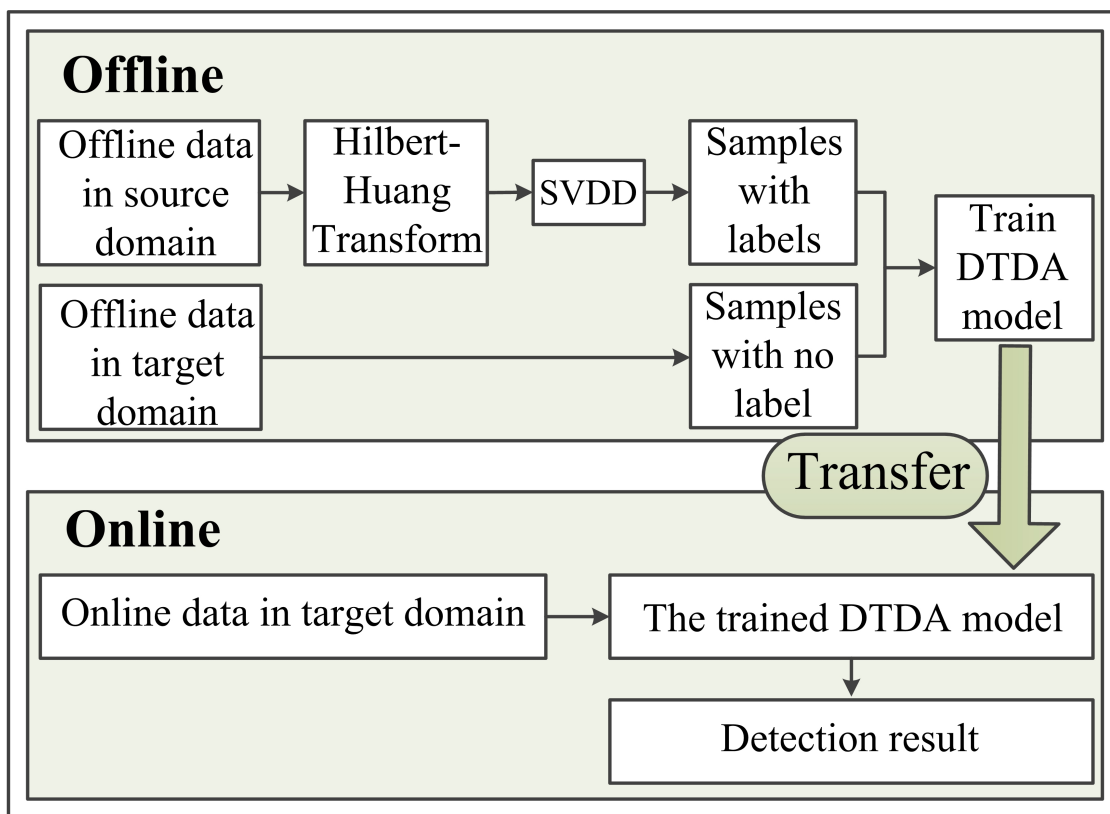 Offline
Offline data
in source
domain
Hilbert-
Huang
Transform
SVDD
Samples
with
labels
Train
DTDA
model
Offline data
in target
domain
Samples
with no
label
Transfer
Online
Online data in target domain
The trained DTDA model
Detection result